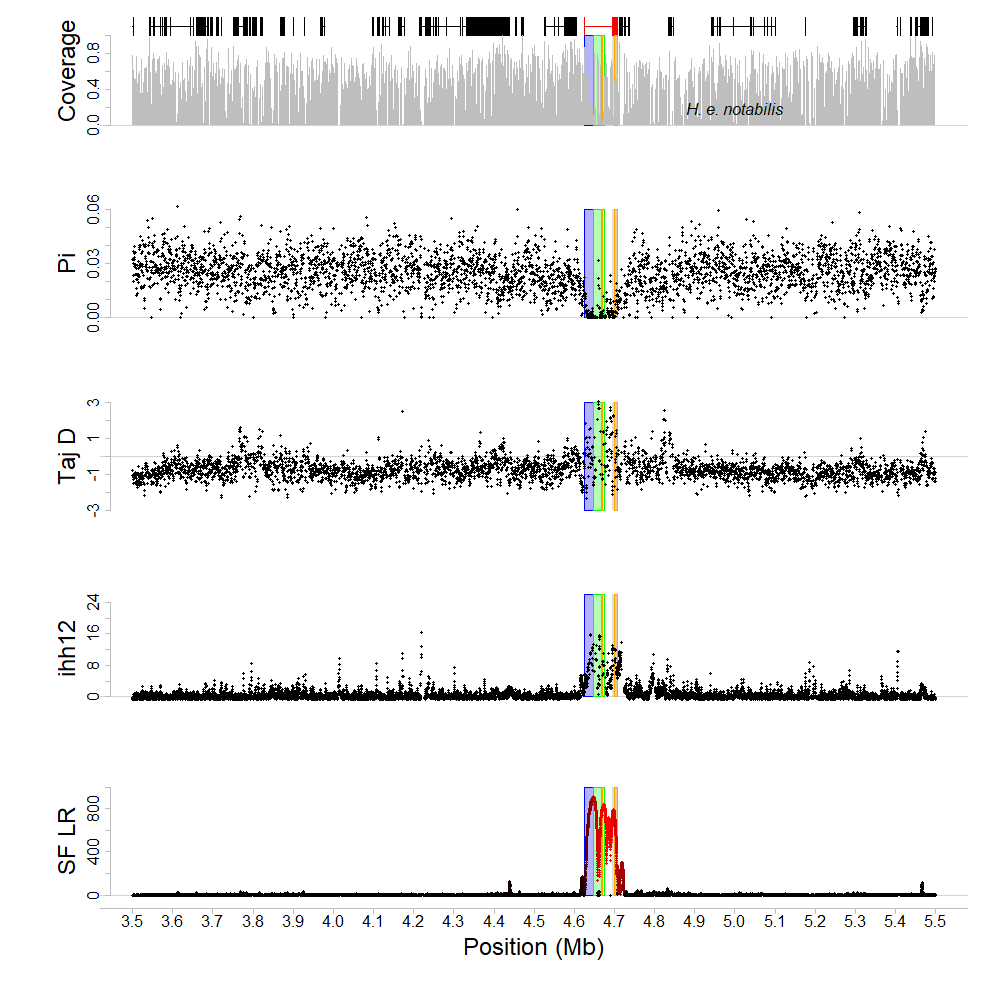 Coverage
0.0 0.4 0.8
H. e. notabilis
Pi
0.00 0.03 0.06
Taj D
-3 -1 1 3
ihh12
0 8 16 24
SF LR
0 400 800
3.5 3.6 3.7 3.8 3.9 4.0 4.1 4.2 4.3 4.4 4.5 4.6 4.7 4.8 4.9 5.0 5.1 5.2 5.3 5.4 5.5
Position (Mb)